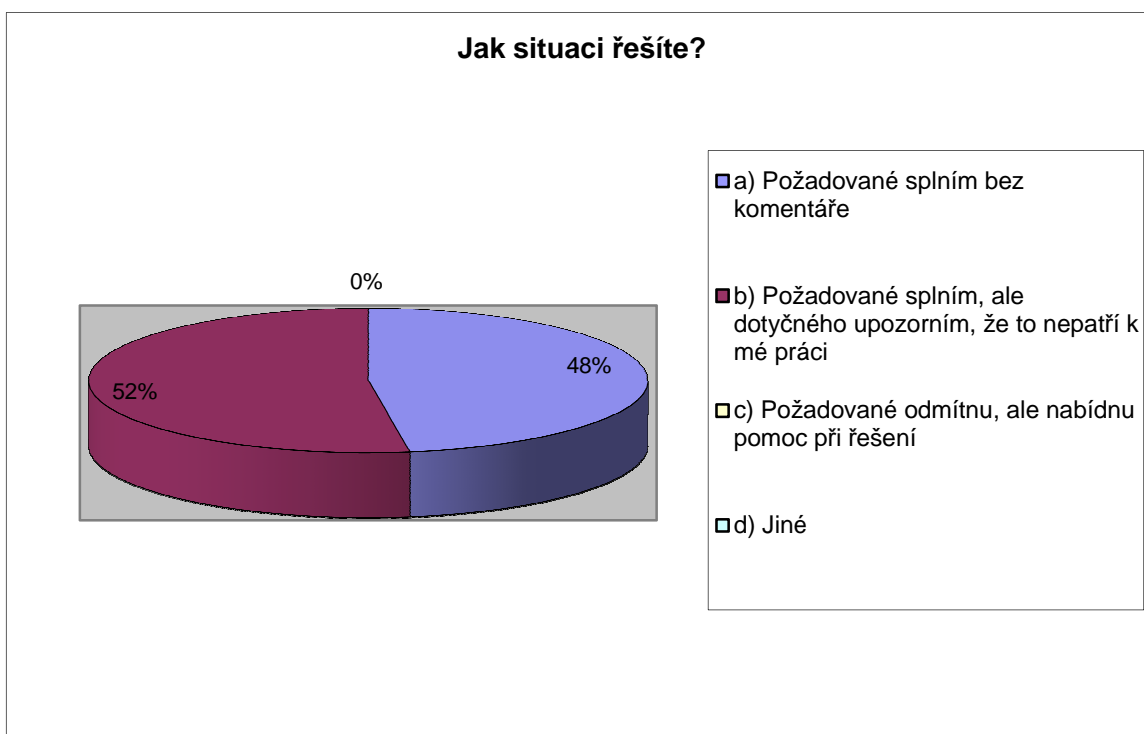 Jak situaci řešíte?
0%
48%
52%
a) Požadované splním bez
komentáře
b) Požadované splním, ale
dotyčného upozorním, že to nepatří k
mé práci
c) Požadované odmítnu, ale nabídnu
pomoc při řešení
d) Jiné